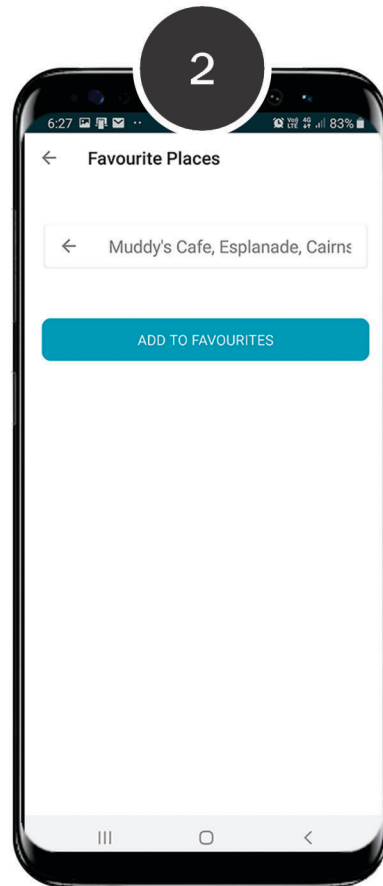 2
6:27 83%
Favourite Places
Muddy's Cafe, Esplanade, Cairns
ADD TO FAVOURITES